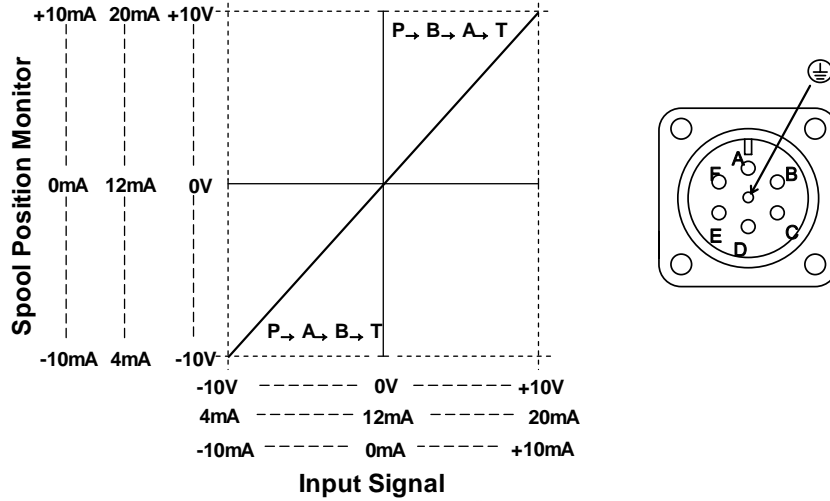 +10mA 20mA +10V
P→ B→ A→ T
0mA 12mA 0V
Spool Position Monitor
P→ A→ B→ T
-10mA 4mA -10V
-10V 0V +10V
4mA 12mA 20mA
-10mA 0mA +10mA
Input Signal
A
F B
E C
D